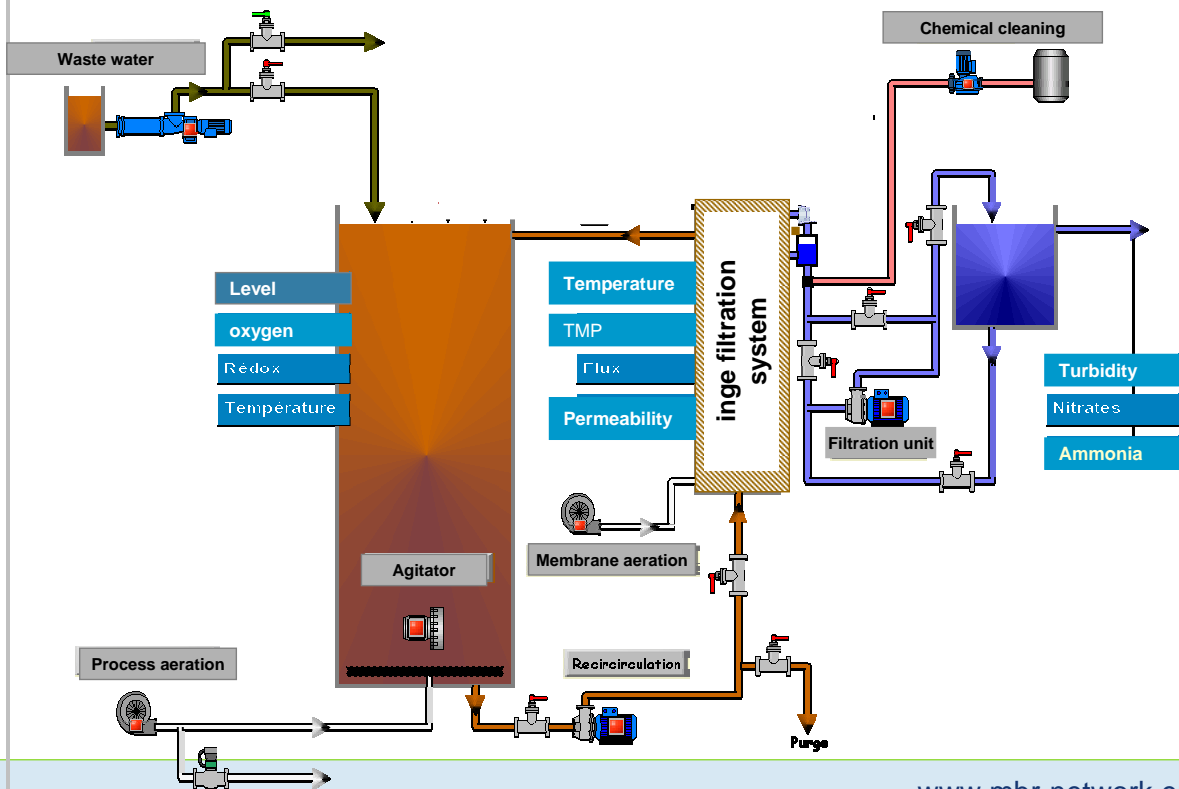 Chemical cleaning
Waste water
Level
oxygen
Rédox
Température
Temperature
TMP
Flux
Permeability
inge filtration
system
Turbidity
Nitrates
Ammonia
Filtration unit
Membrane aeration
Agitator
Process aeration
Recircirculation
Purge